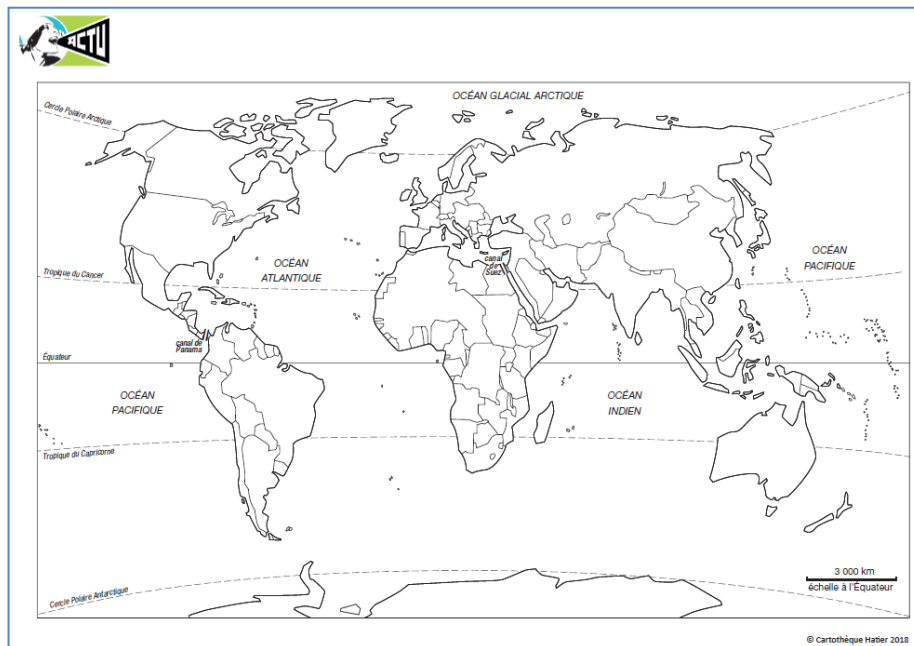 ACTU
OCÉAN GLACIAL ARCTIQUE
Cercle Polaire Arctique
OCÉAN
ATLANTIQUE
canal
de
Suez
OCÉAN
PACIFIQUE
Tropique du Cancer
canal de
Panama
Équateur
OCÉAN
PACIFIQUE
OCÉAN
INDIEN
Tropique du Capricorne
3 000 km
échelle à l'Équateur
Cercle Polaire Antarctique
© Cartothèque Hatier 2018